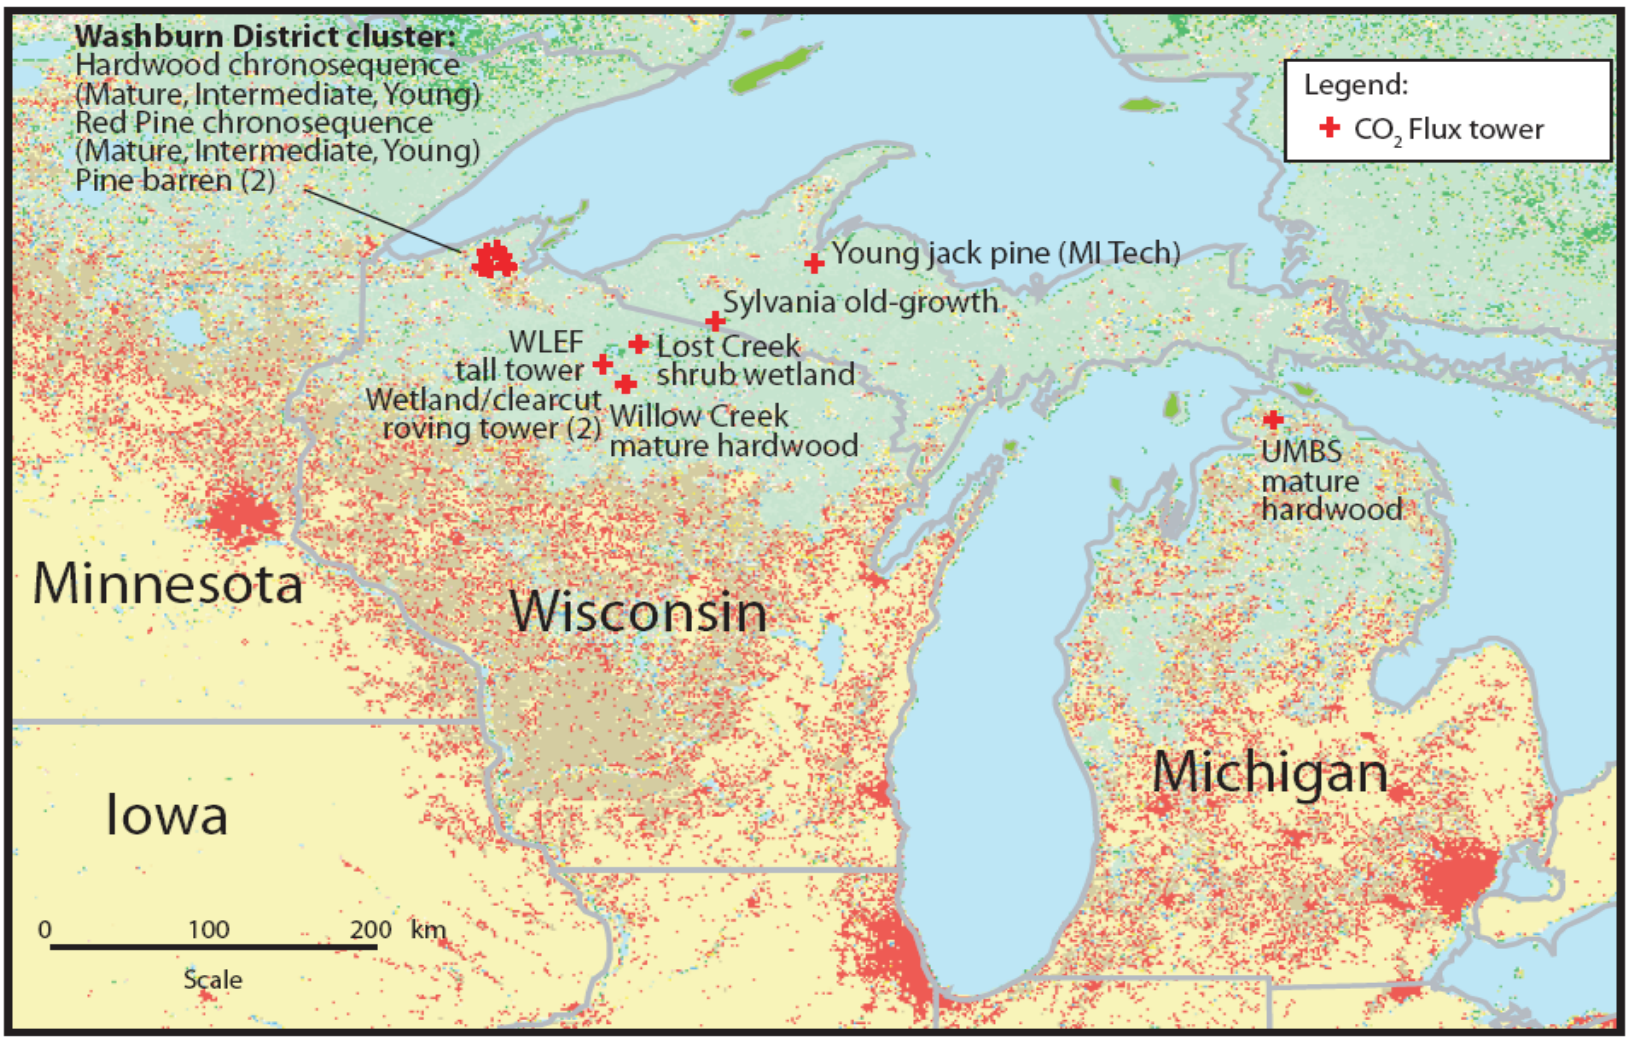 Washburn District cluster:
Hardwood chronosequence
(Mature, Intermediate, Young)
Red Pine chronosequence
(Mature, Intermediate, Young)
Pine barren (2)
Legend:
CO2 Flux tower
Young jack pine (MI Tech)
Sylvania old-growth
WLEF
tall tower
Lost Creek
shrub wetland
Wetland/clearcut
roving tower (2)
Willow Creek
mature hardwood
UMBS
mature
hardwood
Minnesota
Wisconsin
Michigan
Iowa
0 100 200 km
Scale